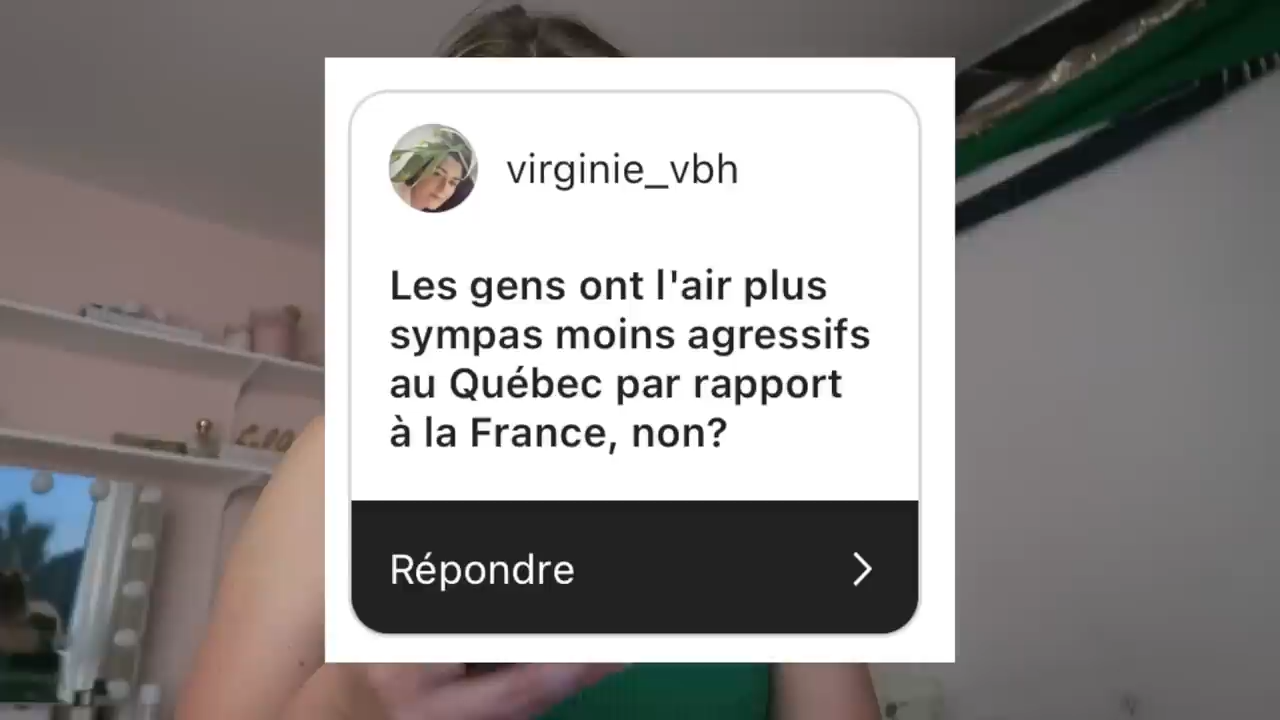 virginie_vbh
Les gens ont l'air plus
sympas moins agressifs
au Québec par rapport
à la France, non?
Répondre